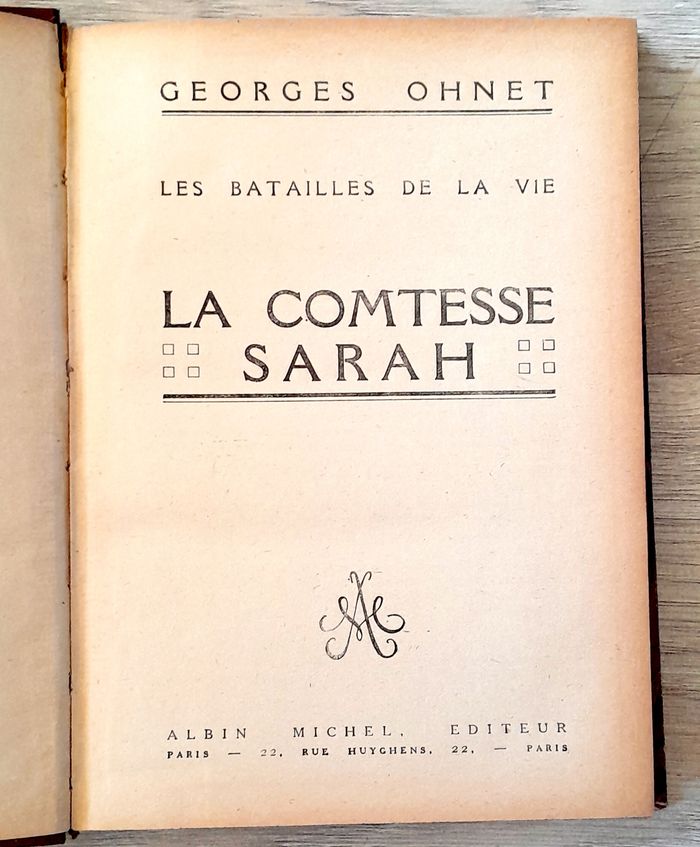 GEORGES OHNET
LES BATAILLES DE LA VIE
LA COMTESSE
SARAH
AM
ALBIN MICHEL, EDITEUR
PARIS — 22, RUE HUYGHENS, 22, — PARIS